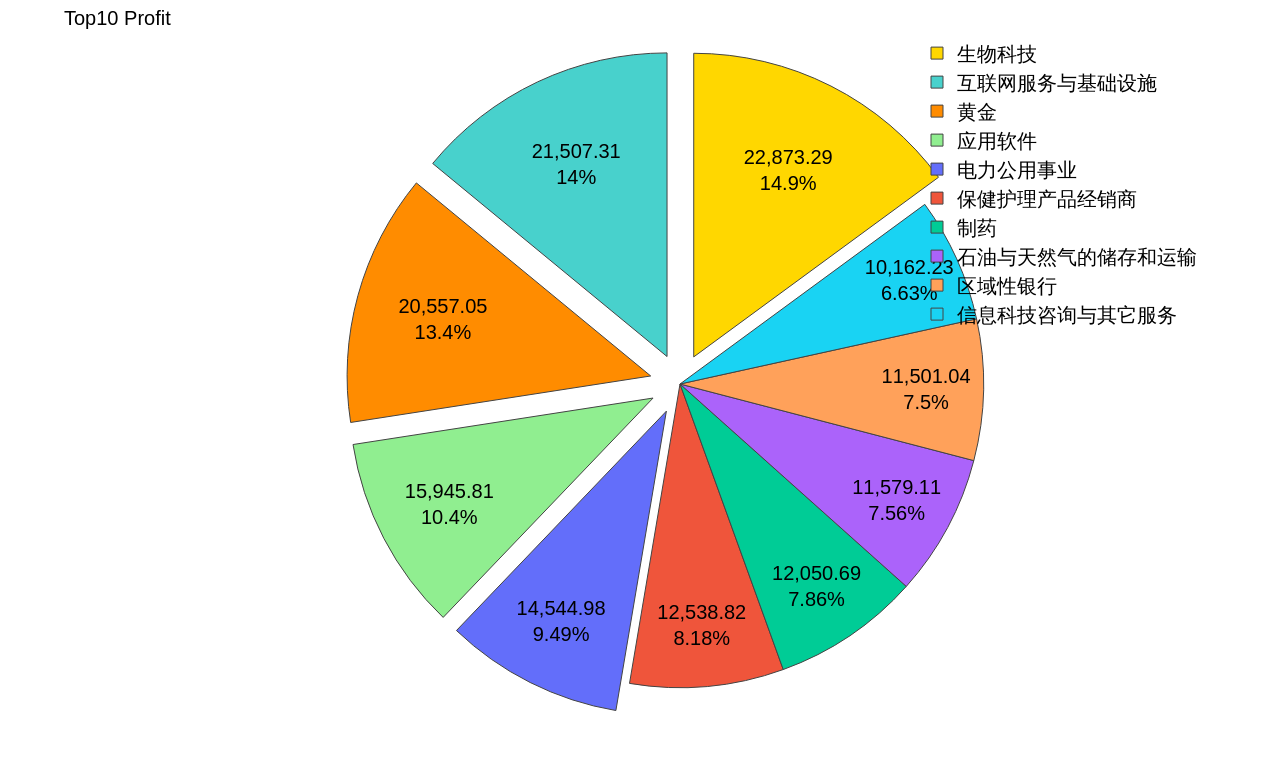 Top10 Profit
生物科技
互联网服务与基础设施
黄金
应用软件
电力公用事业
保健护理产品经销商
制药
石油与天然气的储存和运输
区域性银行
信息科技咨询与其它服务
22,873.29
14.9%
10,162.23
6.63%
11,501.04
7.5%
11,579.11
7.56%
12,050.69
7.86%
12,538.82
8.18%
14,544.98
9.49%
15,945.81
10.4%
20,557.05
13.4%
21,507.31
14%